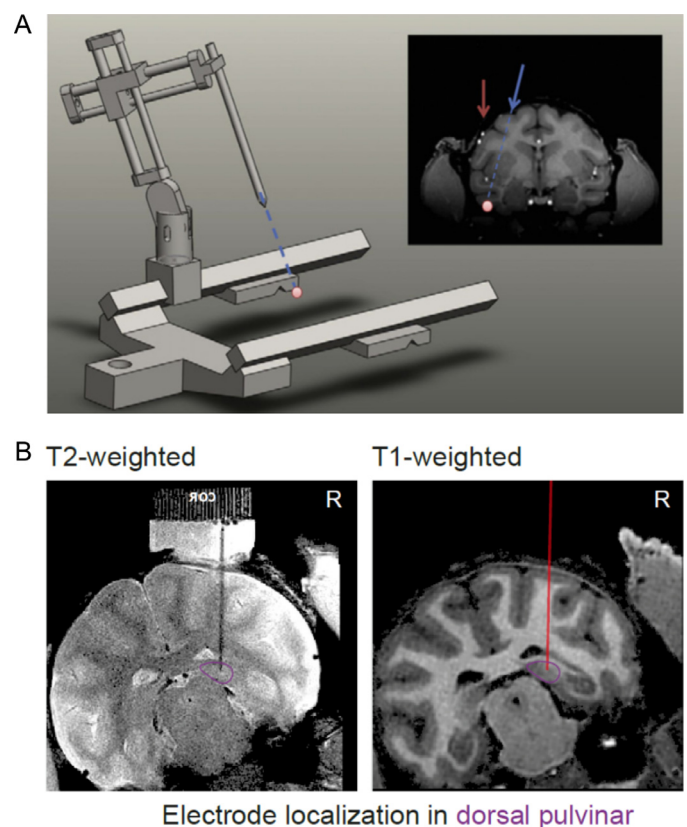 A
B
T2-weighted
T1-weighted
COR
R
R
Electrode localization in dorsal pulvinar